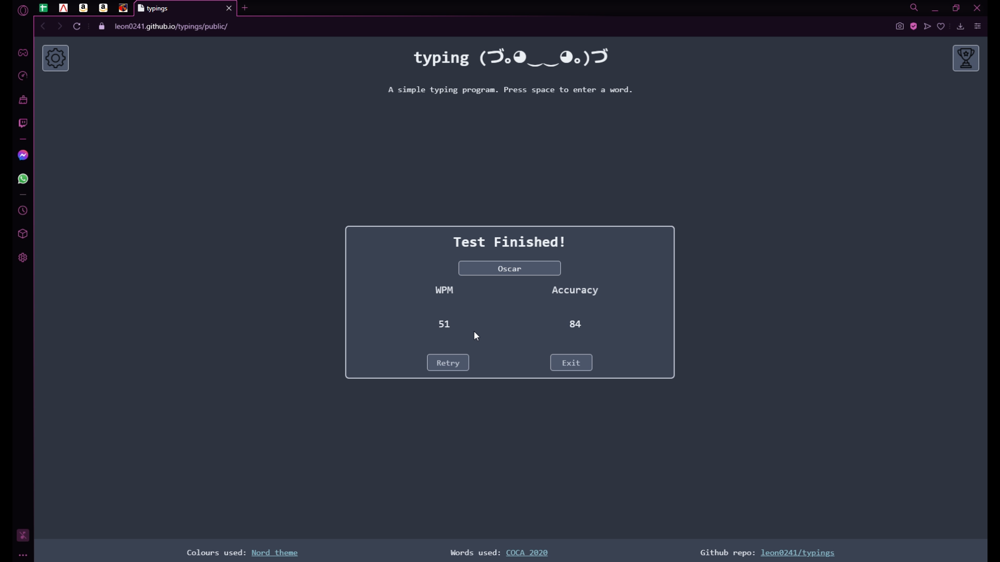 typings
leon0241.github.io/typings/public/
typing (づ｡◕‿‿◕｡)づ
A simple typing program. Press space to enter a word.
Test Finished!
Oscar
WPM Accuracy
51 84
Retry Exit
Colours used: Nord theme Words used: COCA 2020 Github repo: leon0241/typings